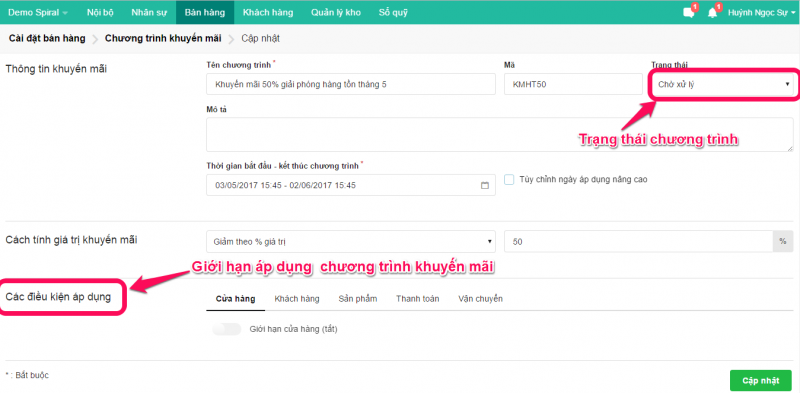 Demo Spiral Nội bộ Nhân sự Bán hàng Khách hàng Quản lý kho Sổ quỹ 1 1 Huỳnh Ngọc Sự
Cài đặt bán hàng Chương trình khuyến mãi Cập nhật
Thông tin khuyến mãi
Tên chương trình * Mã Trạng thái
Khuyến mãi 50% giải phóng hàng tồn tháng 5 KMHT50 Chờ xử lý
Mô tả
Trạng thái chương trình
Thời gian bắt đầu - kết thúc chương trình *
03/05/2017 15:45 - 02/06/2017 15:45 Tùy chỉnh ngày áp dụng nâng cao
Cách tính giá trị khuyến mãi Giảm theo % giá trị 50 %
Giới hạn áp dụng chương trình khuyến mãi
Các điều kiện áp dụng Cửa hàng Khách hàng Sản phẩm Thanh toán Vận chuyển
Giới hạn cửa hàng (tắt)
* : Bắt buộc Cập nhật